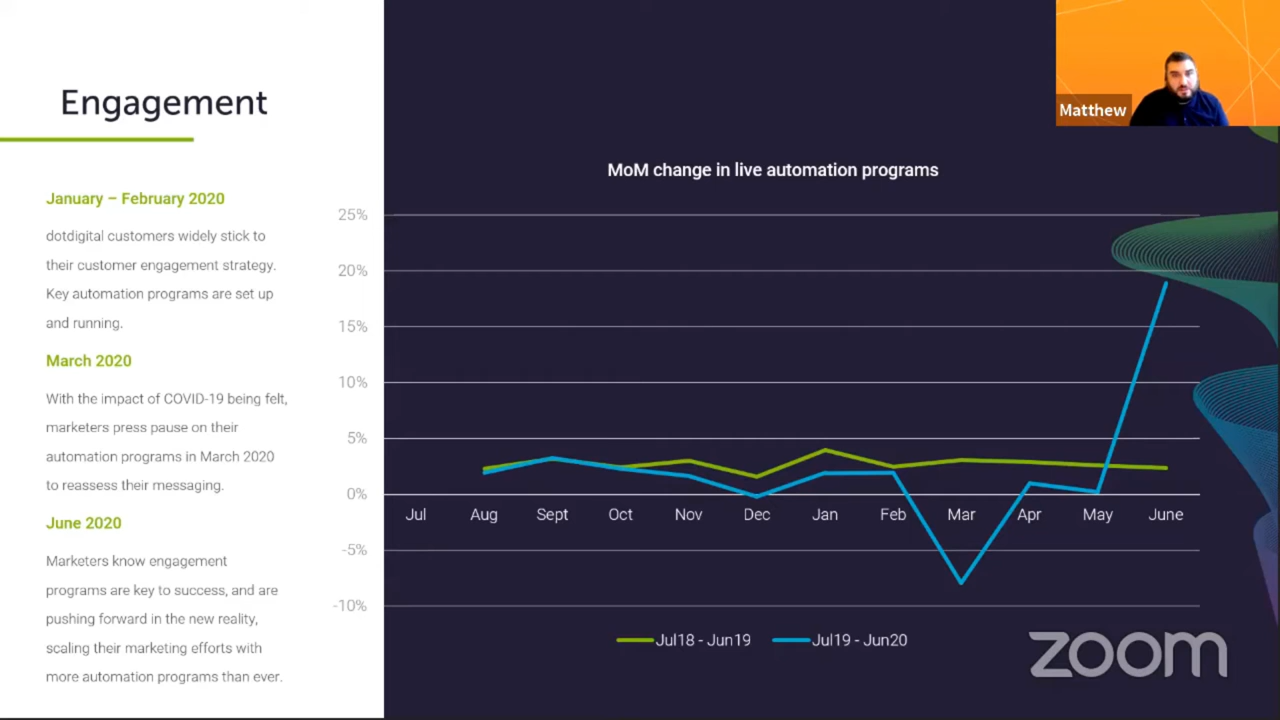 Engagement
January – February 2020
dotdigital customers widely stick to
their customer engagement strategy.
Key automation programs are set up
and running.
March 2020
With the impact of COVID-19 being felt,
marketers press pause on their
automation programs in March 2020
to reassess their messaging.
June 2020
Marketers know engagement
programs are key to success, and are
pushing forward in the new reality,
scaling their marketing efforts with
more automation programs than ever.
Matthew
MoM change in live automation programs
25%
20%
15%
10%
5%
0%
-5%
-10%
Jul Aug Sept Oct Nov Dec Jan Feb Mar Apr May June
Jul18 - Jun19 Jul19 - Jun20
zoom